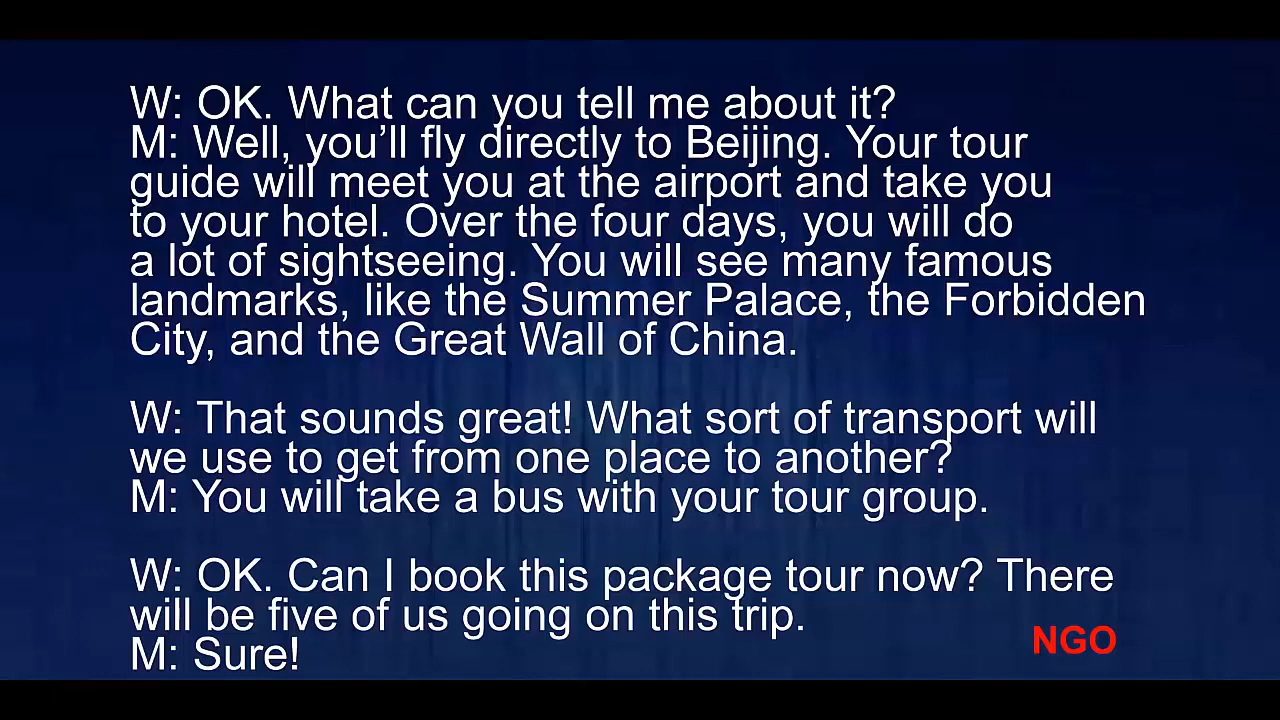 W: OK. What can you tell me about it?
M: Well, you’ll fly directly to Beijing. Your tour
guide will meet you at the airport and take you
to your hotel. Over the four days, you will do
a lot of sightseeing. You will see many famous
landmarks, like the Summer Palace, the Forbidden
City, and the Great Wall of China.
W: That sounds great! What sort of transport will
we use to get from one place to another?
M: You will take a bus with your tour group.
W: OK. Can I book this package tour now? There
will be five of us going on this trip.
M: Sure!
NGO